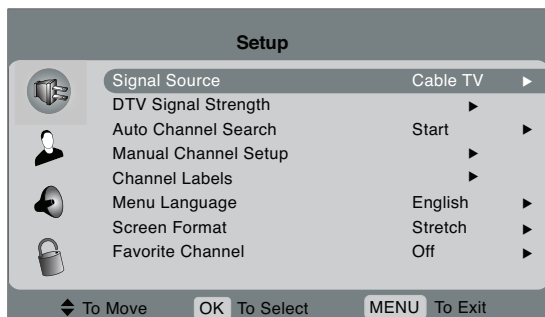 Setup
Signal Source Cable TV ▶
DTV Signal Strength ▶
Auto Channel Search Start ▶
Manual Channel Setup ▶
Channel Labels ▶
Menu Language English ▶
Screen Format Stretch ▶
Favorite Channel Off ▶
To Move OK To Select MENU To Exit